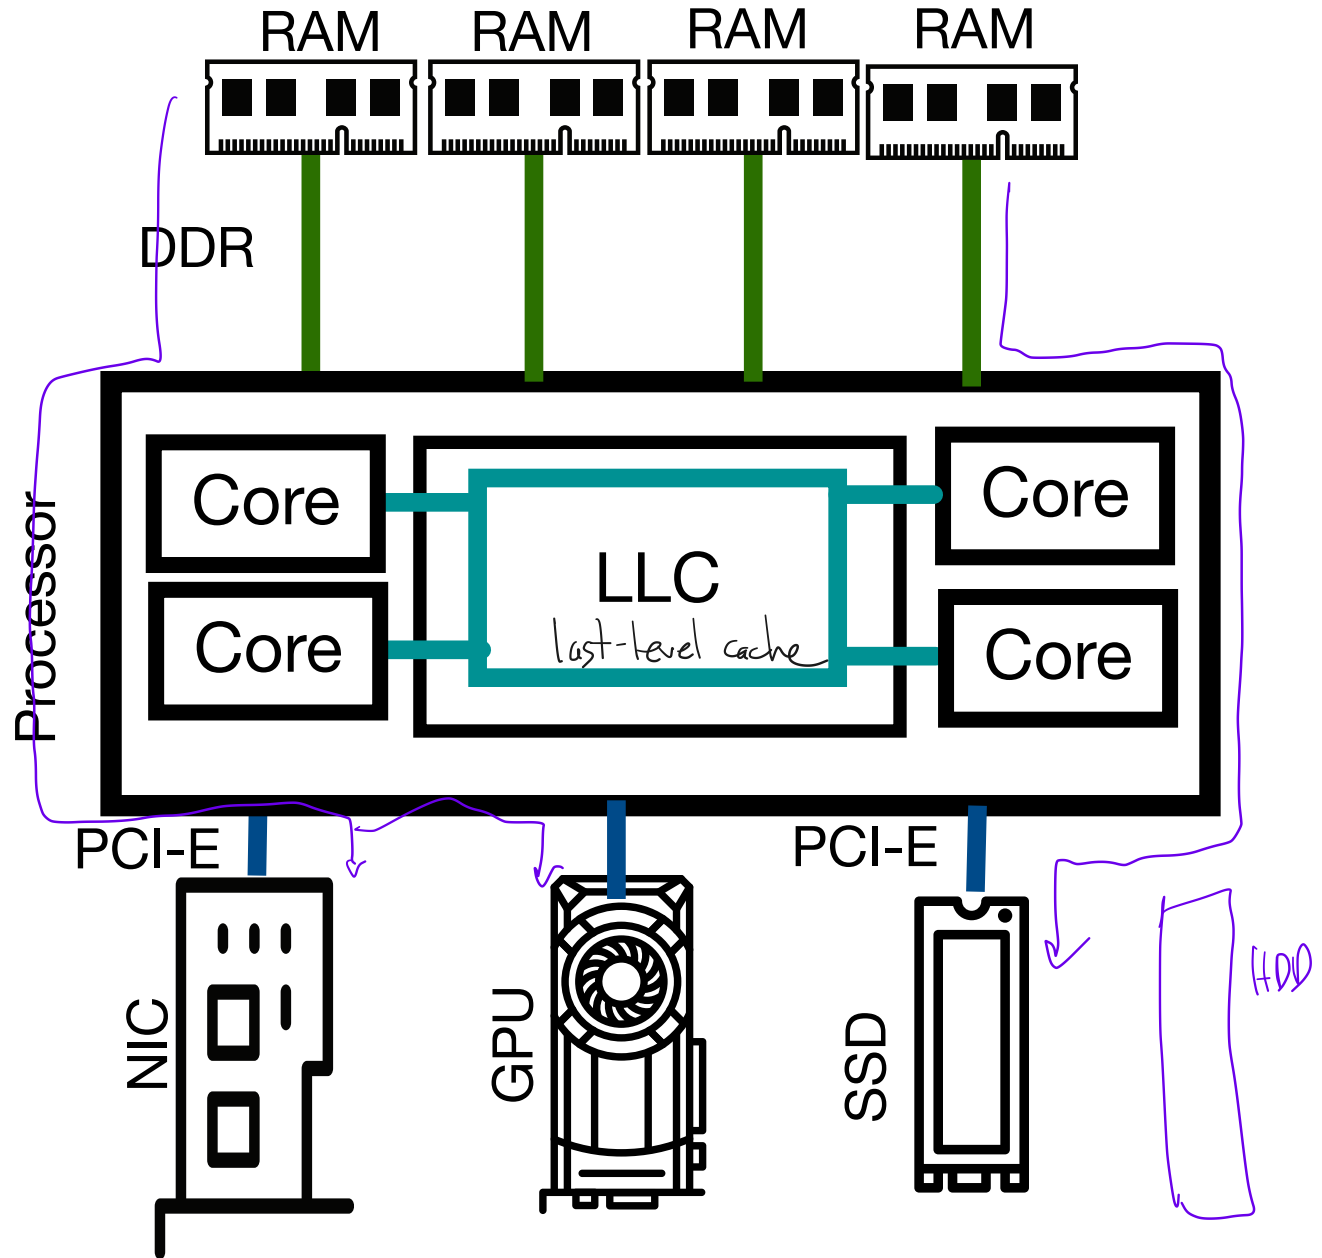 RAM RAM RAM RAM
DDR
Processor
Core
Core
LLC
last-level cache
Core
Core
PCI-E
PCI-E
NIC
GPU
SSD
HDD